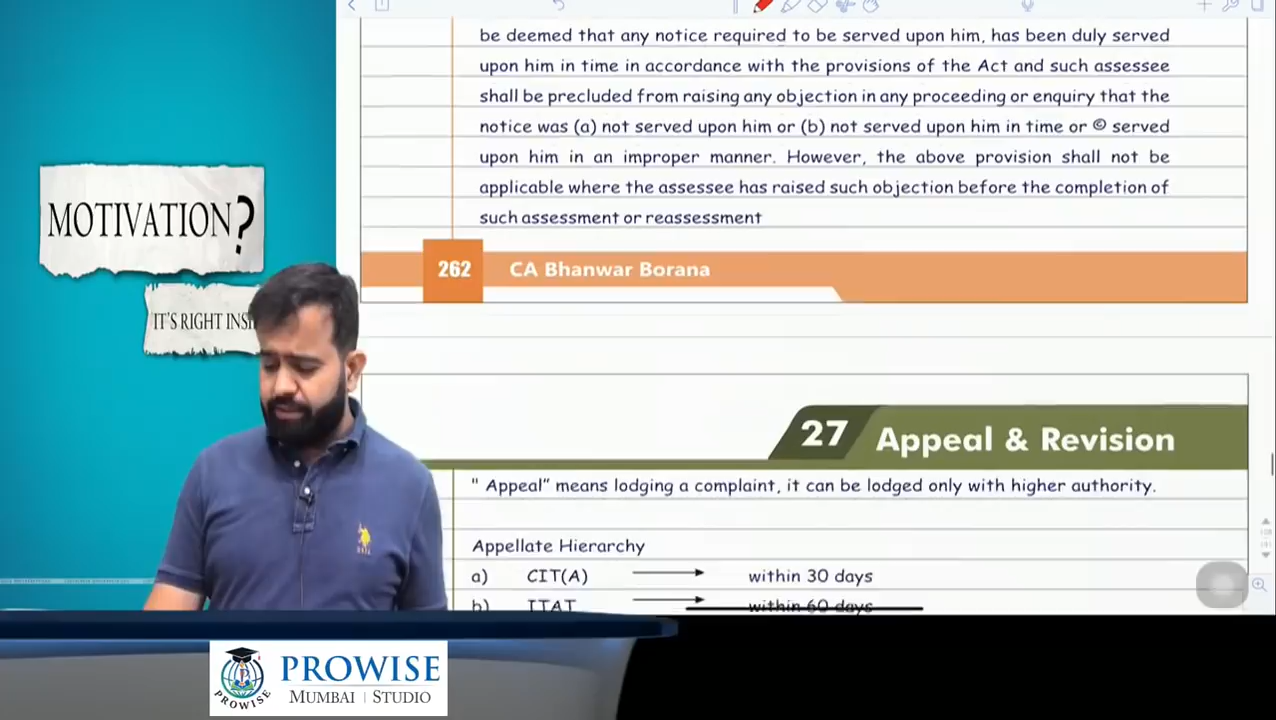 MOTIVATION?
IT'S RIGHT INSI
be deemed that any notice required to be served upon him, has been duly served
upon him in time in accordance with the provisions of the Act and such assessee
shall be precluded from raising any objection in any proceeding or enquiry that the
notice was (a) not served upon him or (b) not served upon him in time or © served
upon him in an improper manner. However, the above provision shall not be
applicable where the assessee has raised such objection before the completion of
such assessment or reassessment
262 CA Bhanwar Borana
27 Appeal & Revision
" Appeal" means lodging a complaint, it can be lodged only with higher authority.
Appellate Hierarchy
a) CIT(A) within 30 days
b) ITAT within 60 days
PROWISE
PROWISE
MUMBAI | STUDIO